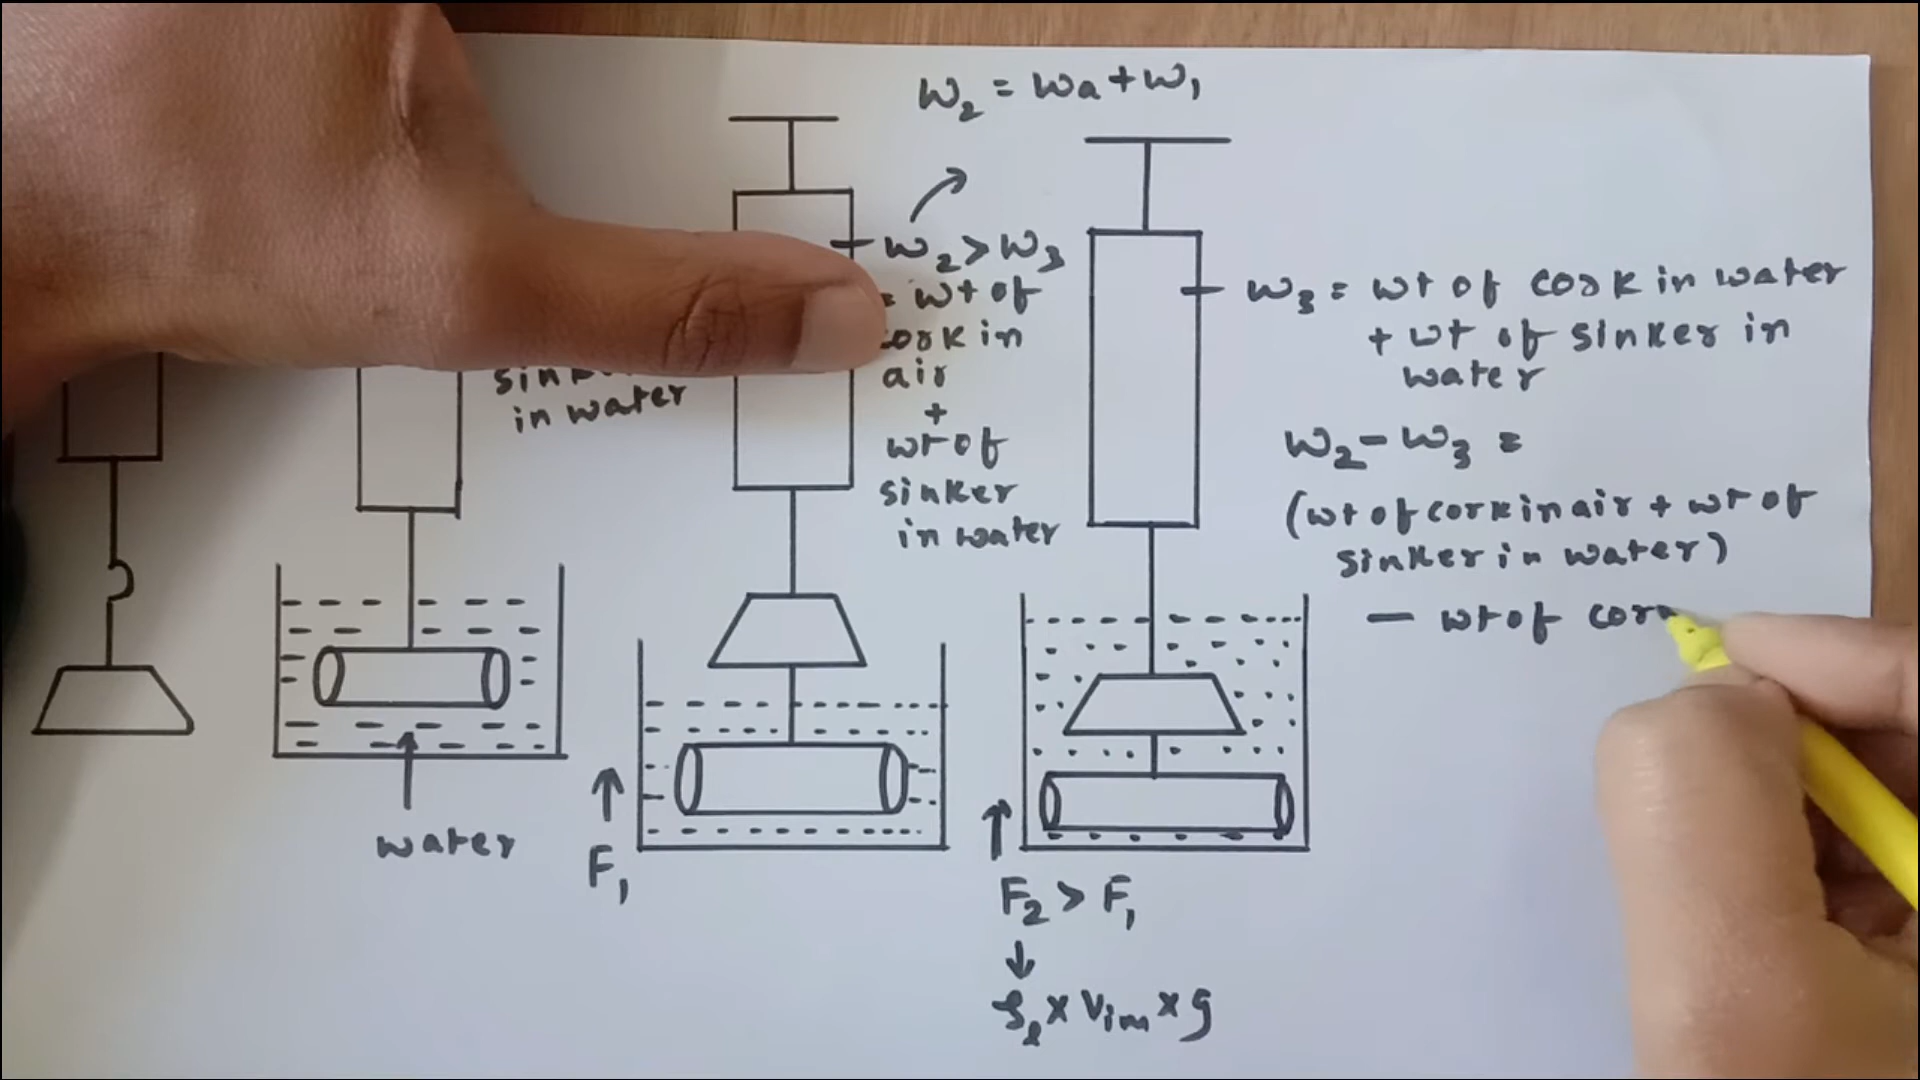 W₂ = Wa + W₁
W₂ > W₃
= wt of
cork in
air
+
wt of
sinker
in water
in water
W₃ = wt of cork in water
+ wt of sinker in
water
W₂ - W₃ =
(wt of cork in air + wt of
sinker in water)
- wt of cor
water
F₁
F₂ > F₁
↓
ρₗ × Vim × g